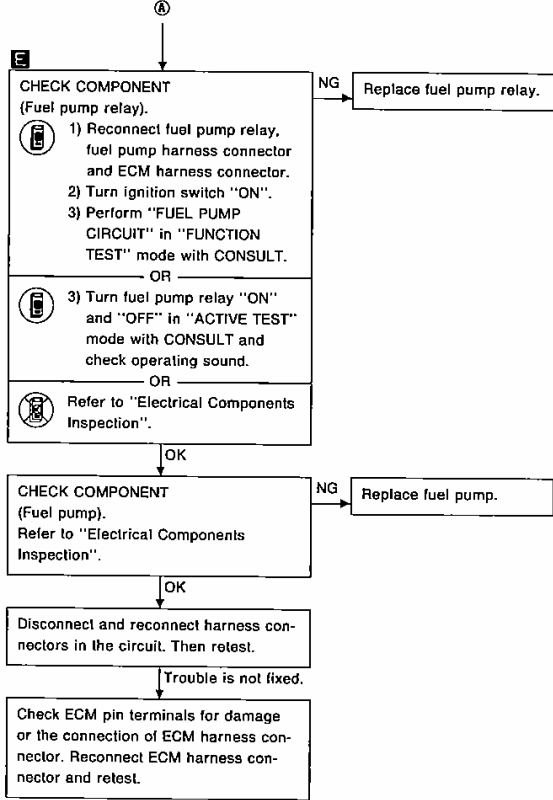 Ⓐ
E
CHECK COMPONENT
(Fuel pump relay).
1) Reconnect fuel pump relay,
fuel pump harness connector
and ECM harness connector.
2) Turn ignition switch "ON".
3) Perform "FUEL PUMP
CIRCUIT" in "FUNCTION
TEST" mode with CONSULT.
OR
3) Turn fuel pump relay "ON"
and "OFF" in "ACTIVE TEST"
mode with CONSULT and
check operating sound.
OR
Refer to "Electrical Components
Inspection".
NG
Replace fuel pump relay.
OK
CHECK COMPONENT
(Fuel pump).
Refer to "Electrical Components
Inspection".
NG
Replace fuel pump.
OK
Disconnect and reconnect harness con-
nectors in the circuit. Then retest.
Trouble is not fixed.
Check ECM pin terminals for damage
or the connection of ECM harness con-
nector. Reconnect ECM harness con-
nector and retest.